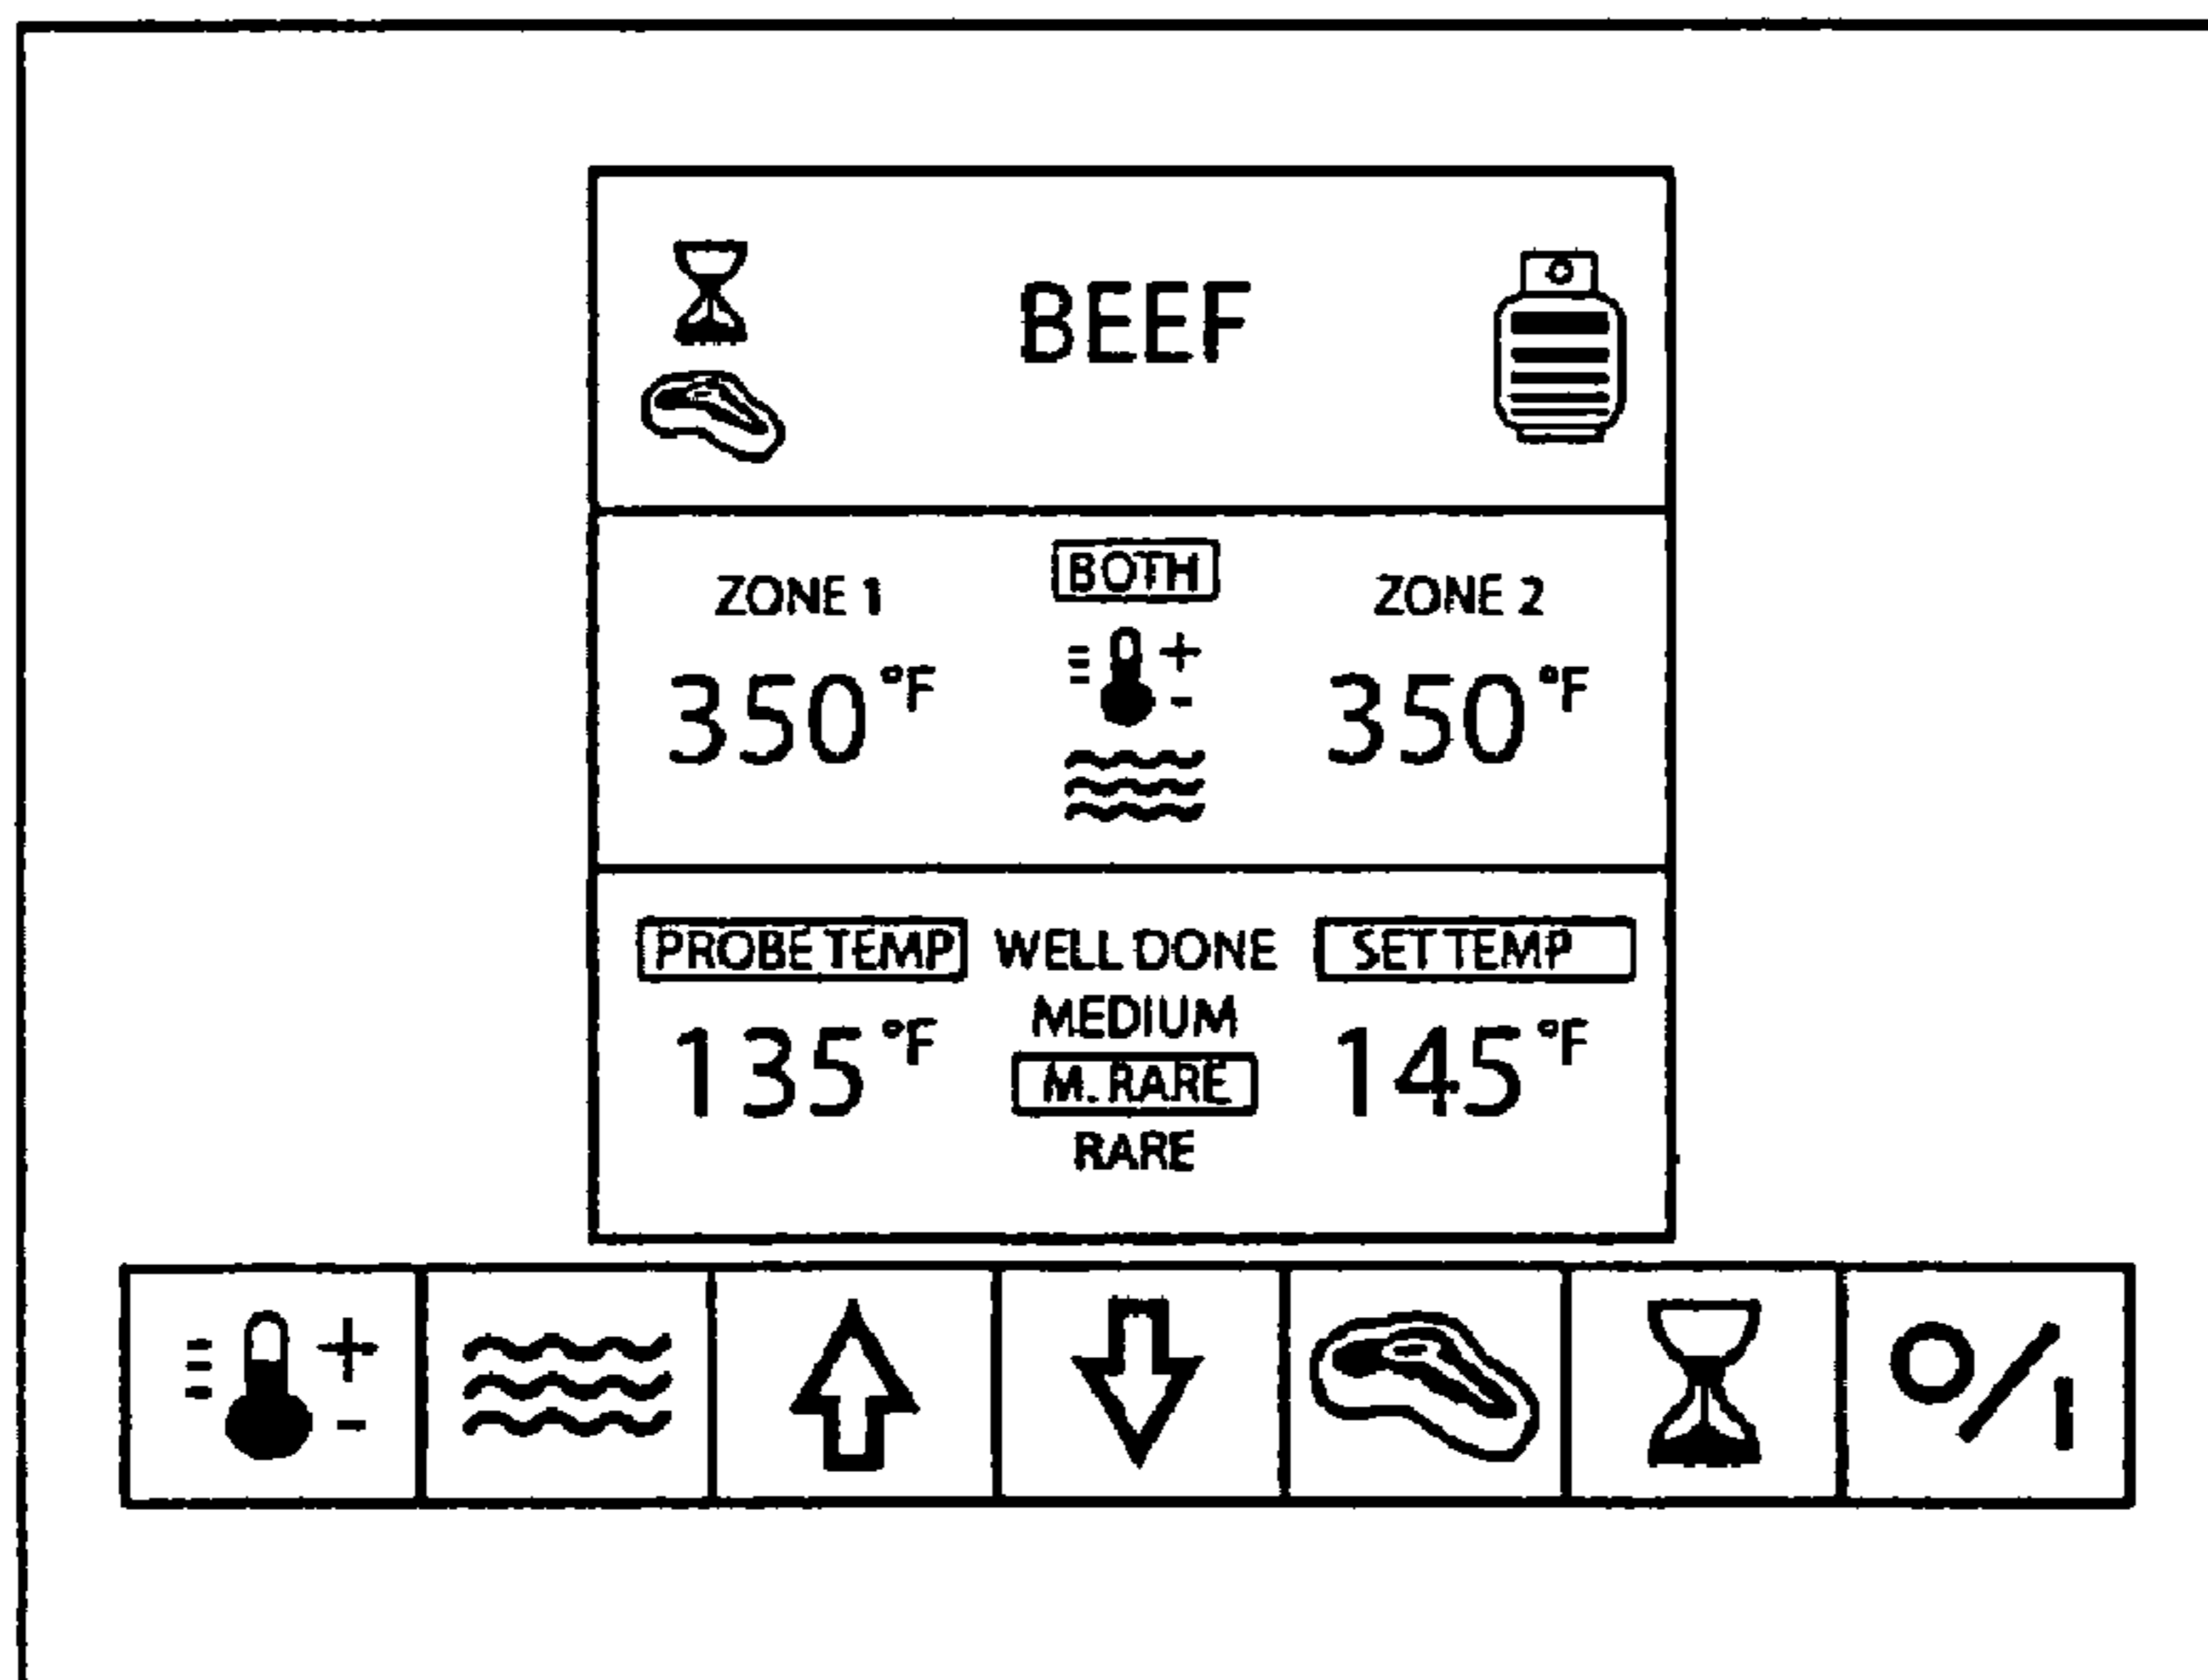 BEEF
BOTH
ZONE 1
ZONE 2
350°F
350°F
PROBE TEMP
WELL DONE
SET TEMP
MEDIUM
135°F
145°F
M. RARE
RARE
O/I